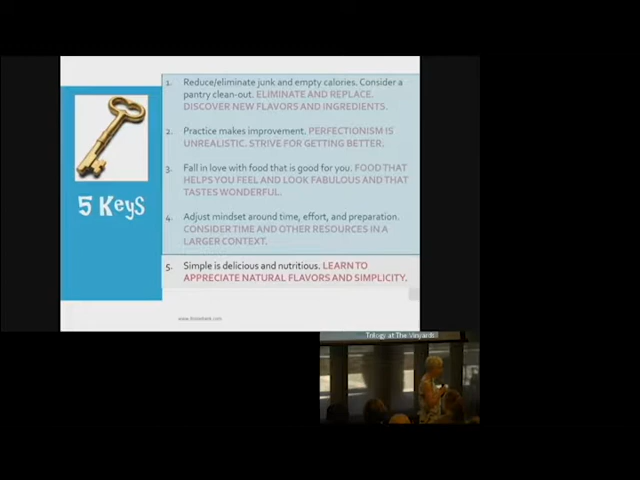 5 Keys
1. Reduce/eliminate junk and empty calories. Consider a
pantry clean-out. ELIMINATE AND REPLACE.
DISCOVER NEW FLAVORS AND INGREDIENTS.
2. Practice makes improvement. PERFECTIONISM IS
UNREALISTIC. STRIVE FOR GETTING BETTER.
3. Fall in love with food that is good for you. FOOD THAT
HELPS YOU FEEL AND LOOK FABULOUS AND THAT
TASTES WONDERFUL.
4. Adjust mindset around time, effort, and preparation.
CONSIDER TIME AND OTHER RESOURCES IN A
LARGER CONTEXT.
5. Simple is delicious and nutritious. LEARN TO
APPRECIATE NATURAL FLAVORS AND SIMPLICITY.
Trilogy at The Vineyards